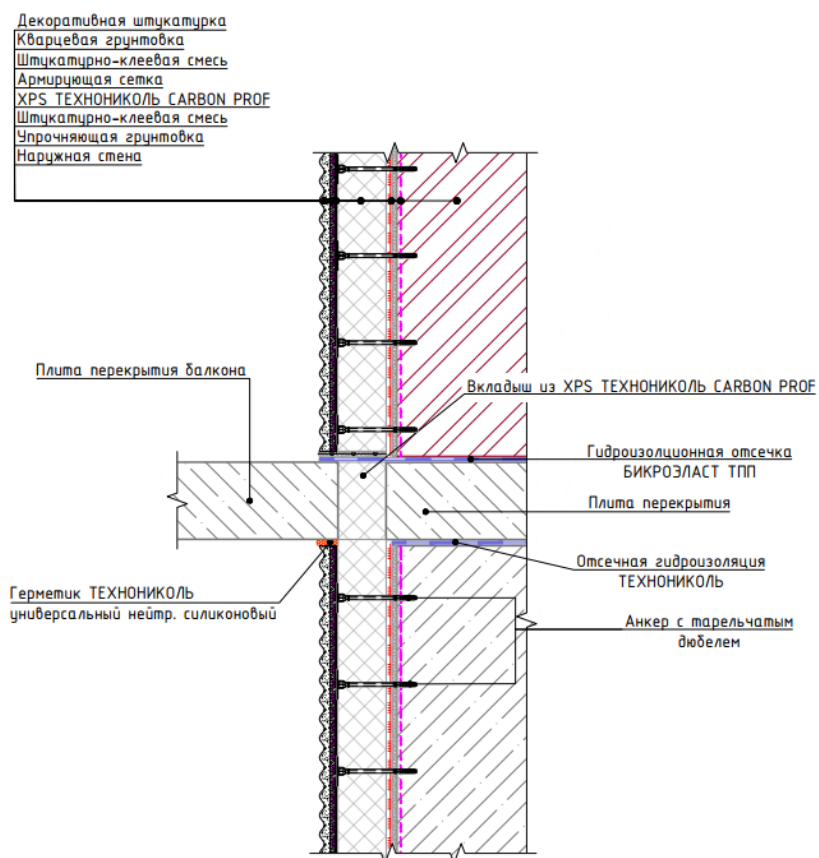 Декоративная штукатурка
Кварцевая грунтовка
Штукатурно-клеевая смесь
Армирующая сетка
XPS ТЕХНОНИКОЛЬ CARBON PROF
Штукатурно-клеевая смесь
Упрочняющая грунтовка
Наружная стена
Плита перекрытия балкона
Вкладыш из XPS ТЕХНОНИКОЛЬ CARBON PROF
Гидроизолционная отсечка
БИКРОЭЛАСТ ТПП
Плита перекрытия
Отсечная гидроизоляция
ТЕХНОНИКОЛЬ
Герметик ТЕХНОНИКОЛЬ
универсальный нейтр. силиконовый
Анкер с тарельчатым
дюбелем